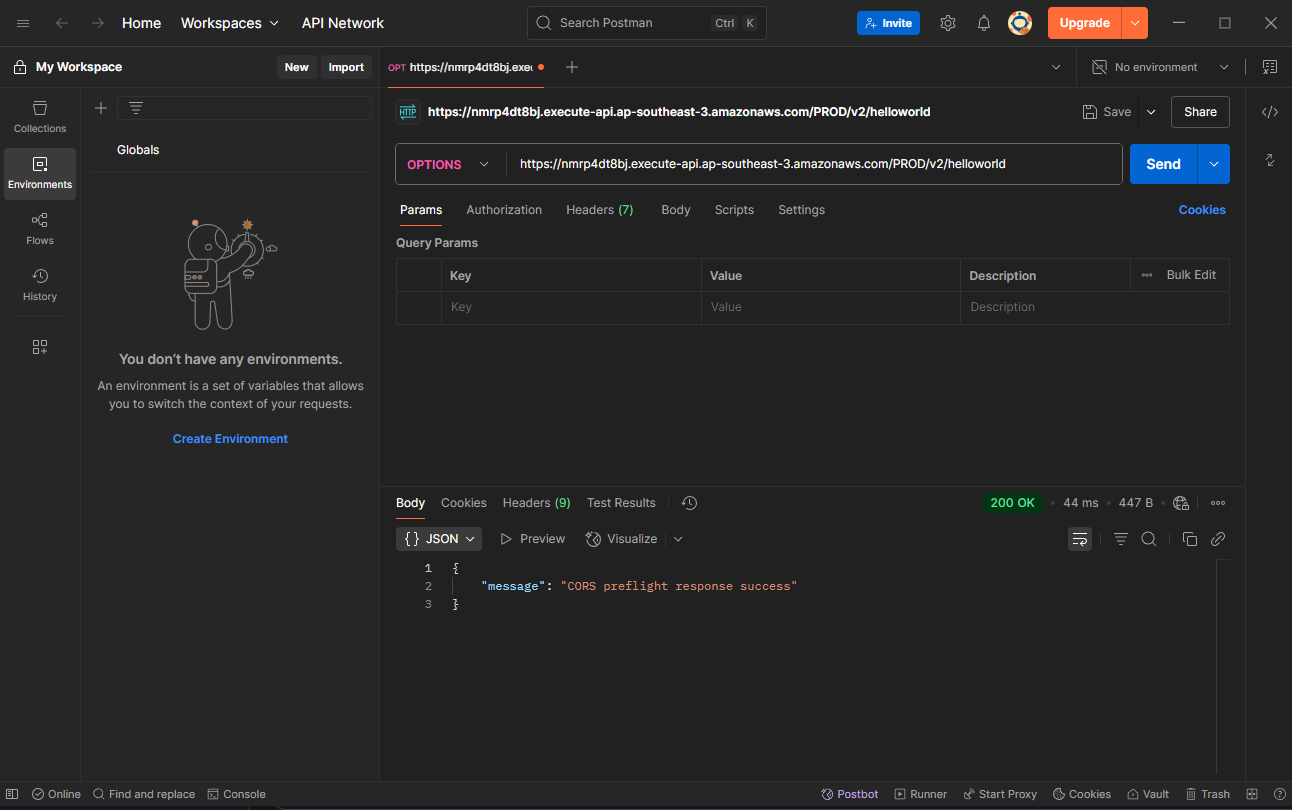 Home Workspaces API Network Search Postman Ctrl K Invite Upgrade
My Workspace New Import OPT https://nmrp4dt8bj.exec No environment
Collections
Environments
Flows
History
Globals
You don't have any environments.
An environment is a set of variables that allows
you to switch the context of your requests.
Create Environment
HTTP https://nmrp4dt8bj.execute-api.ap-southeast-3.amazonaws.com/PROD/v2/helloworld Save Share
OPTIONS https://nmrp4dt8bj.execute-api.ap-southeast-3.amazonaws.com/PROD/v2/helloworld Send
Params Authorization Headers (7) Body Scripts Settings Cookies
Query Params
Key Value Description Bulk Edit
Key Value Description
Body Cookies Headers (9) Test Results 200 OK 44 ms 447 B
{} JSON Preview Visualize
1 {
2 "message": "CORS preflight response success"
3 }
Online Find and replace Console Postbot Runner Start Proxy Cookies Vault Trash